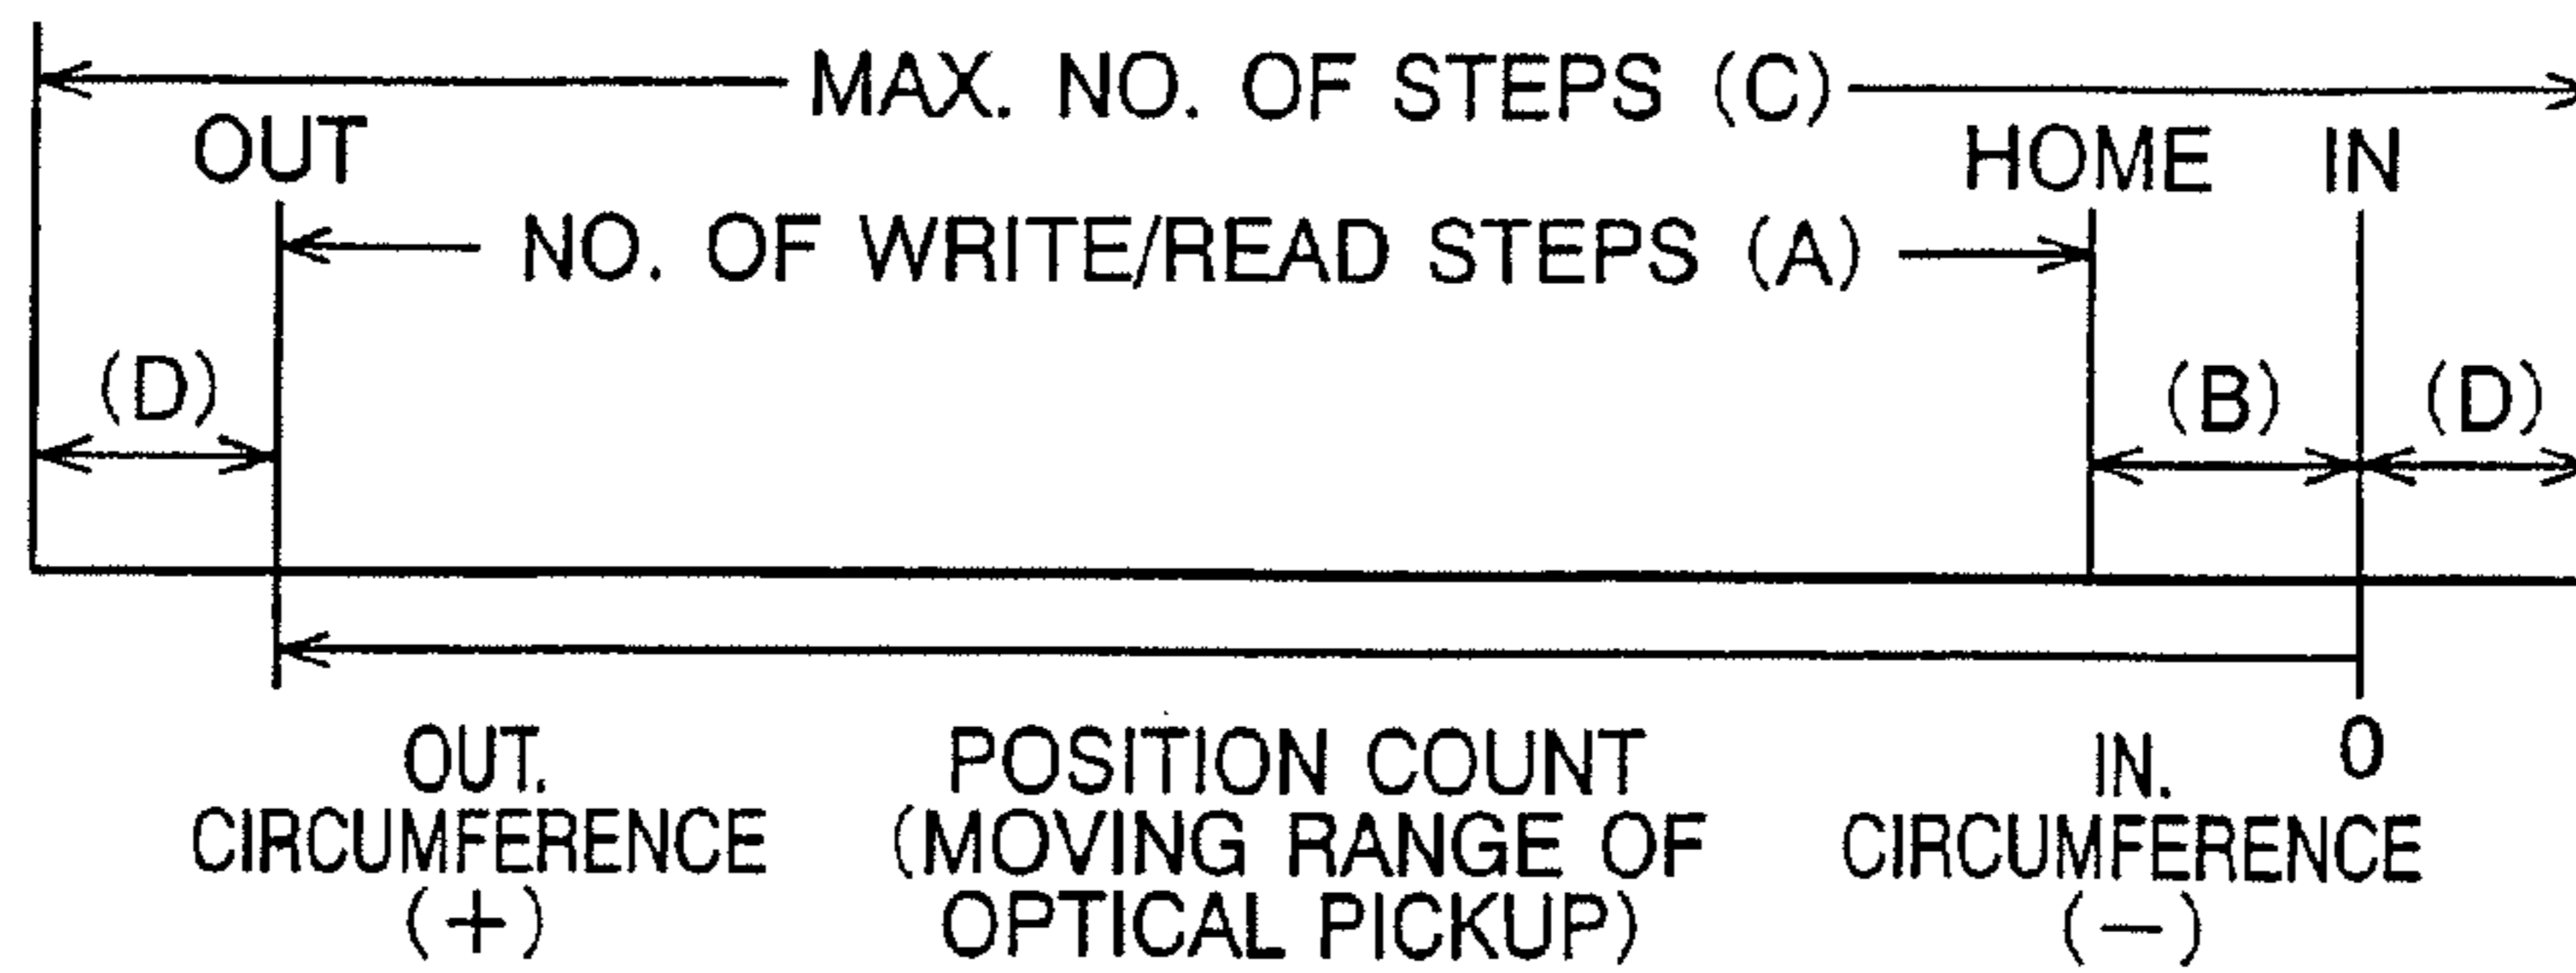 MAX. NO. OF STEPS (C)
OUT
HOME
IN
NO. OF WRITE/READ STEPS (A)
(D)
(B)
(D)
OUT.
CIRCUMFERENCE
(+)
POSITION COUNT
(MOVING RANGE OF
OPTICAL PICKUP)
IN.
CIRCUMFERENCE
(−)
0